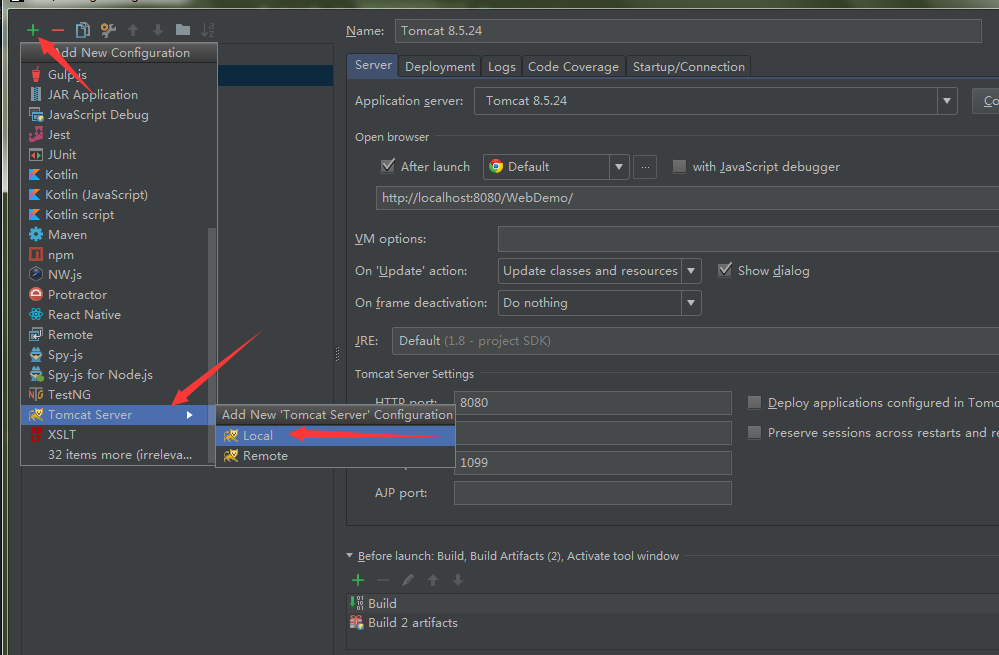 Add New Configuration
Gulp.js
JAR Application
JavaScript Debug
Jest
JUnit
Kotlin
Kotlin (JavaScript)
Kotlin script
Maven
npm
NW.js
Protractor
React Native
Remote
Spy-js
Spy-js for Node.js
TestNG
Tomcat Server
XSLT
32 items more (irreleva...
Add New 'Tomcat Server' Configuration
Local
Remote
Name: Tomcat 8.5.24
Server Deployment Logs Code Coverage Startup/Connection
Application server: Tomcat 8.5.24 Co
Open browser
After launch Default ... with JavaScript debugger
http://localhost:8080/WebDemo/
VM options:
On 'Update' action: Update classes and resources Show dialog
On frame deactivation: Do nothing
JRE: Default (1.8 - project SDK)
Tomcat Server Settings
HTTP port: 8080 Deploy applications configured in Tomc
Preserve sessions across restarts and re
1099
AJP port:
Before launch: Build, Build Artifacts (2), Activate tool window
Build
Build 2 artifacts